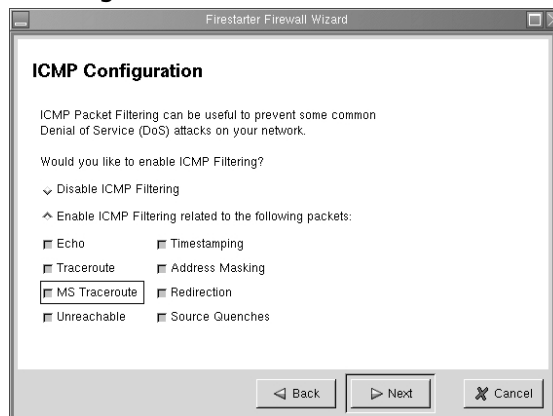 Firestarter Firewall Wizard
ICMP Configuration
ICMP Packet Filtering can be useful to prevent some common
Denial of Service (DoS) attacks on your network.
Would you like to enable ICMP Filtering?
Disable ICMP Filtering
Enable ICMP Filtering related to the following packets:
Echo Timestamping
Traceroute Address Masking
MS Traceroute Redirection
Unreachable Source Quenches
Back Next Cancel